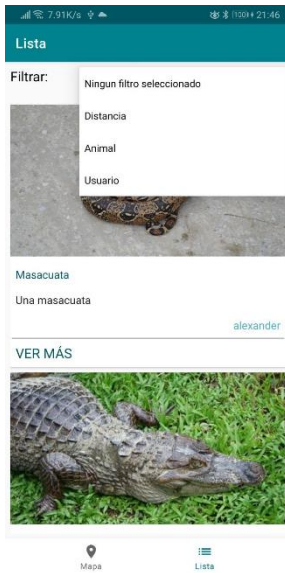 7.91K/s 21:46
Lista
Filtrar:
Ningun filtro seleccionado
Distancia
Animal
Usuario
Masacuata
Una masacuata
alexander
VER MÁS
Mapa Lista